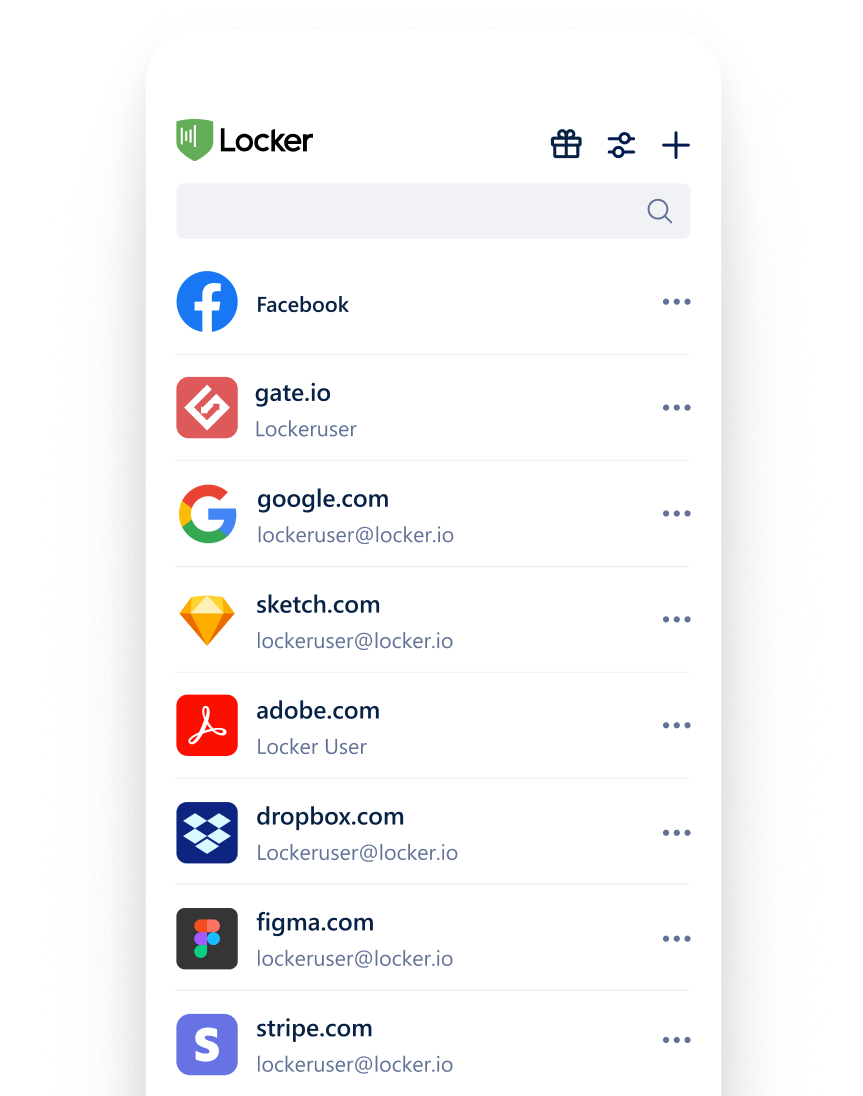 Locker
Facebook
gate.io
Lockeruser
google.com
lockeruser@locker.io
sketch.com
lockeruser@locker.io
adobe.com
Locker User
dropbox.com
Lockeruser@locker.io
figma.com
lockeruser@locker.io
stripe.com
lockeruser@locker.io